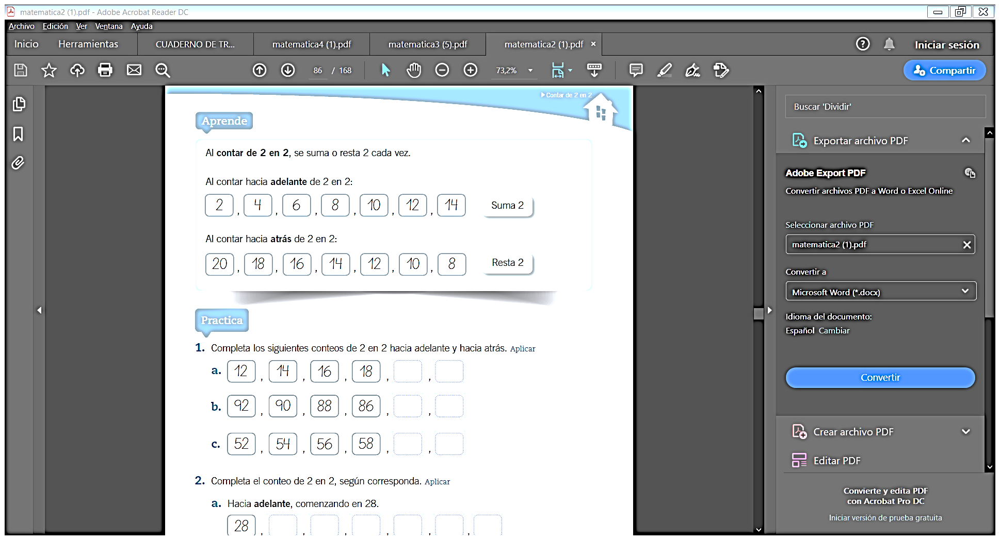 matematica2 (1).pdf - Adobe Acrobat Reader DC
Archivo Edición Ver Ventana Ayuda
Inicio Herramientas CUADERNO DE TR... matematica4 (1).pdf matematica3 (5).pdf matematica2 (1).pdf × Iniciar sesión
86 / 168 73,2% Compartir
Contar de 2 en 2
Aprende
Al contar de 2 en 2, se suma o resta 2 cada vez.
Al contar hacia adelante de 2 en 2:
2 , 4 , 6 , 8 , 10 , 12 , 14 Suma 2
Al contar hacia atrás de 2 en 2:
20 , 18 , 16 , 14 , 12 , 10 , 8 Resta 2
Practica
1. Completa los siguientes conteos de 2 en 2 hacia adelante y hacia atrás. Aplicar
a. 12 , 14 , 16 , 18 , ,
b. 92 , 90 , 88 , 86 , ,
c. 52 , 54 , 56 , 58 , ,
2. Completa el conteo de 2 en 2, según corresponda. Aplicar
a. Hacia adelante, comenzando en 28.
28 , , , , , ,
Buscar 'Dividir'
Exportar archivo PDF
Adobe Export PDF
Convertir archivos PDF a Word o Excel Online
Seleccionar archivo PDF
matematica2 (1).pdf
Convertir a
Microsoft Word (*.docx)
Idioma del documento:
Español Cambiar
Convertir
Crear archivo PDF
Editar PDF
Convierte y edita PDF
con Acrobat Pro DC
Iniciar versión de prueba gratuita